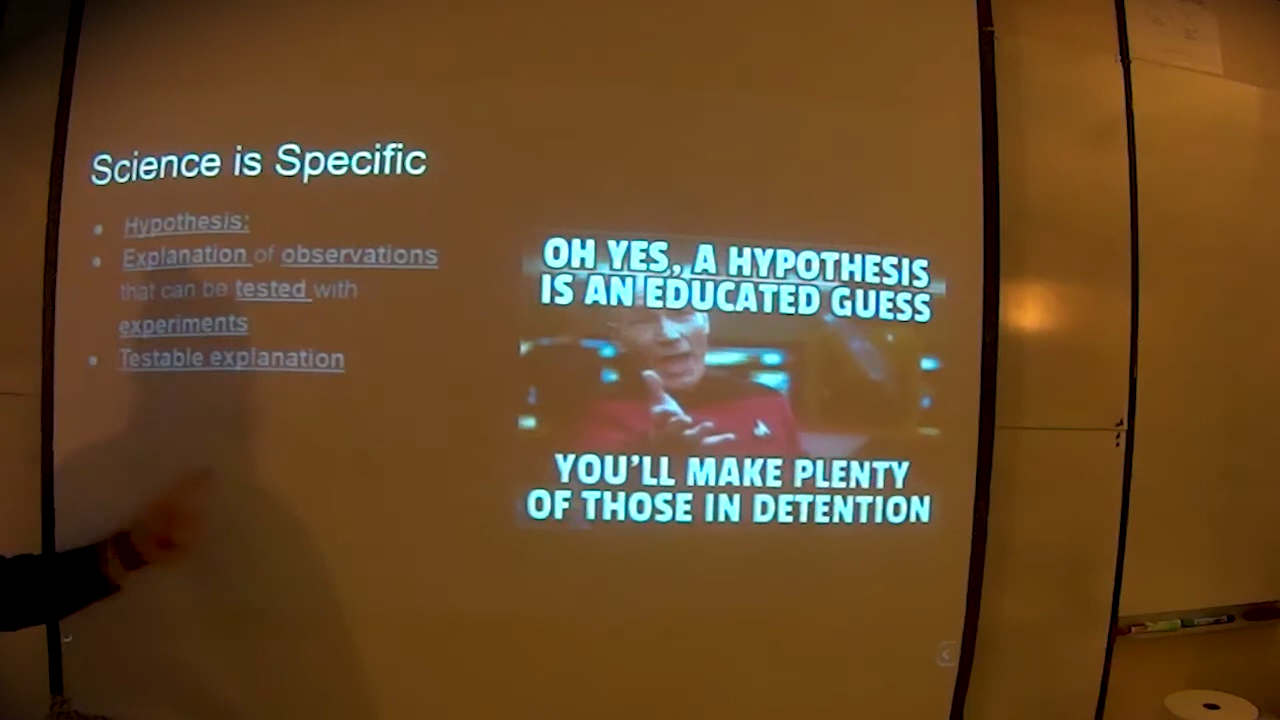 Science is Specific
Hypothesis:
Explanation of observations
that can be tested with
experiments
Testable explanation
OH YES, A HYPOTHESIS
IS AN EDUCATED GUESS
YOU'LL MAKE PLENTY
OF THOSE IN DETENTION